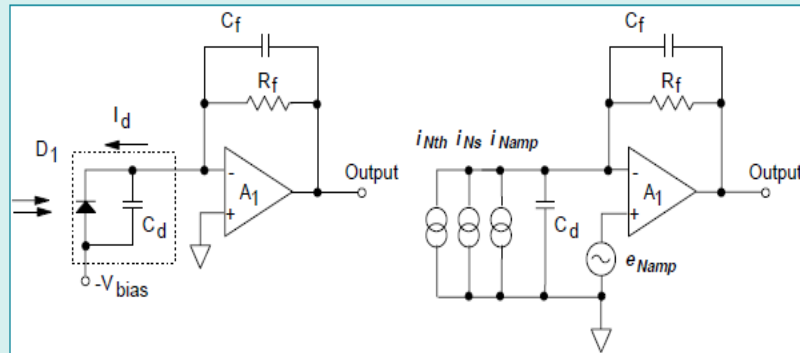 Cf
Rf
Id
D1
-
A1
+
Output
Cd
-Vbias
Cf
Rf
iNth iNs iNamp
-
A1
+
Output
Cd
eNamp